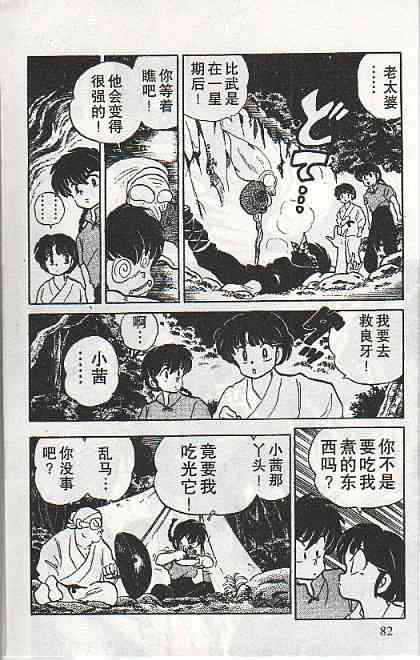 老太婆
……
比武是
在一星
期后！
どて。。。
你等着
瞧吧！
他会变得
很强的！
………
我要去
救良牙！
啊…
小茜
……
你不是
要吃我
煮的东
西吗？
小茜那
丫头！
竟要我
吃光它！
乱马…
你没事
吧？
82